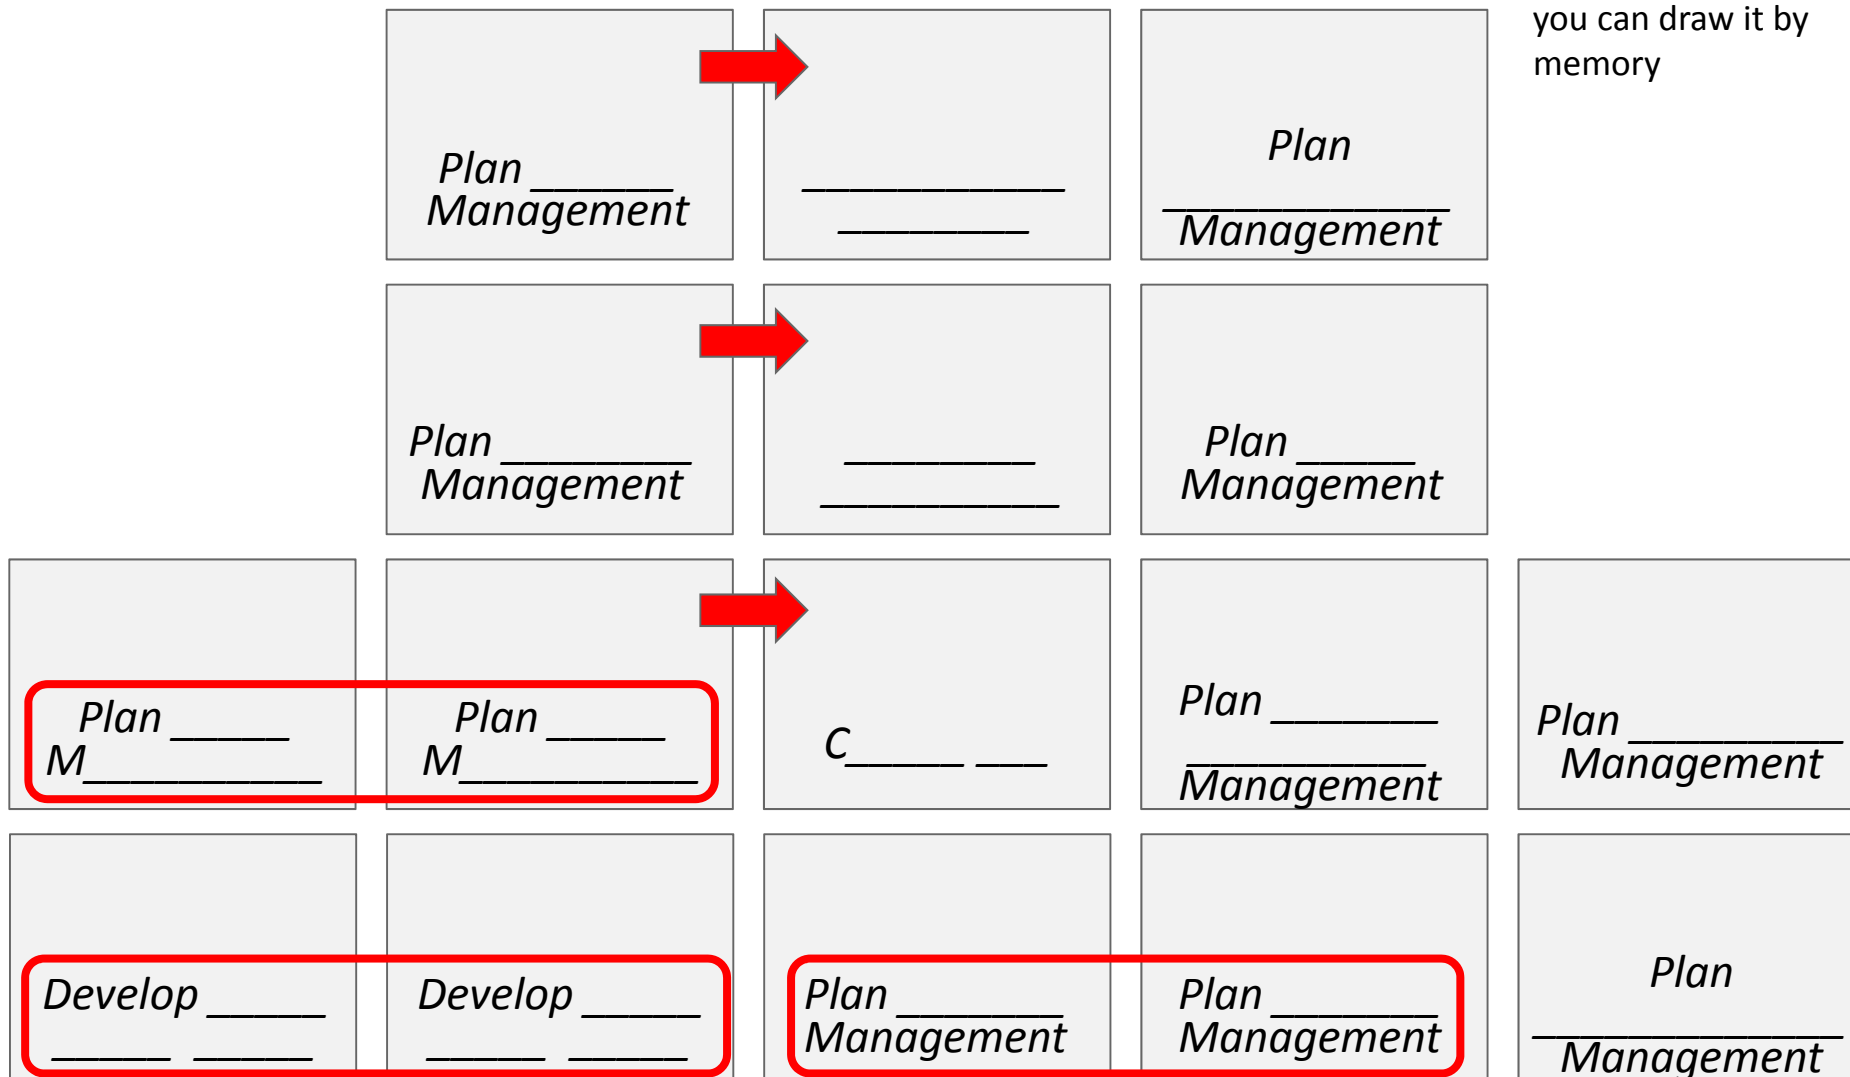 you can draw it by
memory
Plan ______
Management
___________
________
Plan
____________
Management
Plan ________
Management
________
__________
Plan _____
Management
Plan _____
M__________
Plan _____
M__________
C_____ ___
Plan _______
__________
Management
Plan _________
Management
Develop _____
_____ _____
Develop _____
_____ _____
Plan _______
Management
Plan _______
Management
Plan
_____________
Management